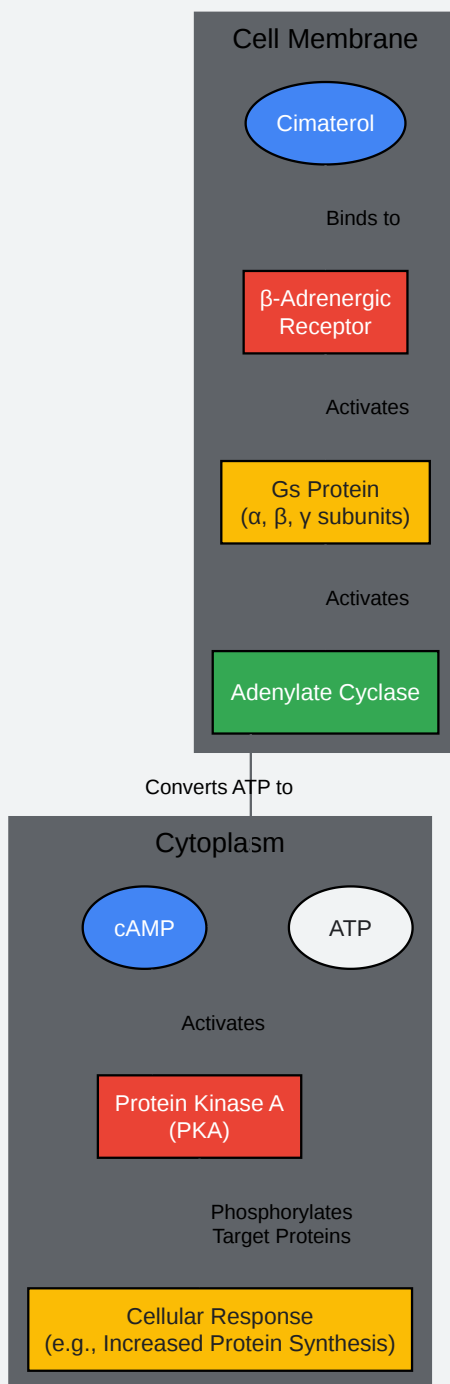 Cell Membrane
Cimaterol
Binds to
β-Adrenergic
Receptor
Activates
Gs Protein
(α, β, γ subunits)
Activates
Adenylate Cyclase
Converts ATP to
Cytoplasm
cAMP
ATP
Activates
Protein Kinase A
(PKA)
Phosphorylates
Target Proteins
Cellular Response
(e.g., Increased Protein Synthesis)